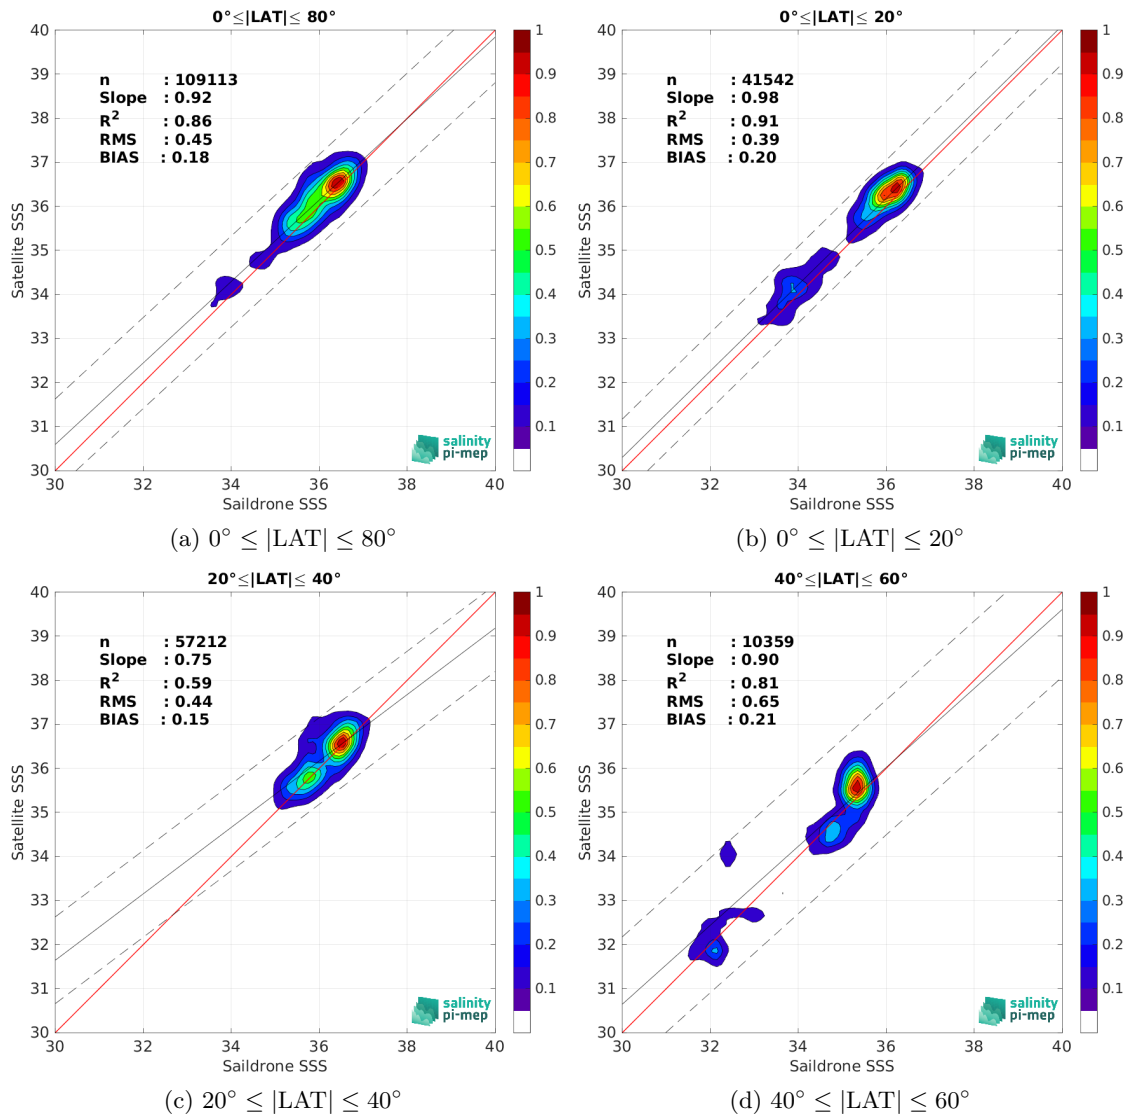 0°≤|LAT|≤ 80°
40
39
38
37
36
35
34
33
32
31
30
Satellite SSS
n : 109113
Slope : 0.92
R² : 0.86
RMS : 0.45
BIAS : 0.18
salinity
pi-mep
30 32 34 36 38 40
Saildrone SSS
1
0.9
0.8
0.7
0.6
0.5
0.4
0.3
0.2
0.1
(a) 0° ≤ |LAT| ≤ 80°
0°≤|LAT|≤ 20°
40
39
38
37
36
35
34
33
32
31
30
Satellite SSS
n : 41542
Slope : 0.98
R² : 0.91
RMS : 0.39
BIAS : 0.20
salinity
pi-mep
30 32 34 36 38 40
Saildrone SSS
1
0.9
0.8
0.7
0.6
0.5
0.4
0.3
0.2
0.1
(b) 0° ≤ |LAT| ≤ 20°
20°≤|LAT|≤ 40°
40
39
38
37
36
35
34
33
32
31
30
Satellite SSS
n : 57212
Slope : 0.75
R² : 0.59
RMS : 0.44
BIAS : 0.15
salinity
pi-mep
30 32 34 36 38 40
Saildrone SSS
1
0.9
0.8
0.7
0.6
0.5
0.4
0.3
0.2
0.1
(c) 20° ≤ |LAT| ≤ 40°
40°≤|LAT|≤ 60°
40
39
38
37
36
35
34
33
32
31
30
Satellite SSS
n : 10359
Slope : 0.90
R² : 0.81
RMS : 0.65
BIAS : 0.21
salinity
pi-mep
30 32 34 36 38 40
Saildrone SSS
1
0.9
0.8
0.7
0.6
0.5
0.4
0.3
0.2
0.1
(d) 40° ≤ |LAT| ≤ 60°